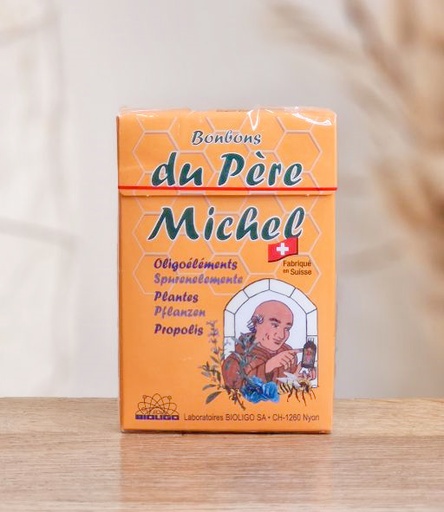 Bonbons
du Père
Michel
Fabriqué
en Suisse
Oligoéléments
Spurenelemente
Plantes
Pflanzen
Propolis
Laboratoires BIOLIGO SA • CH-1260 Nyon